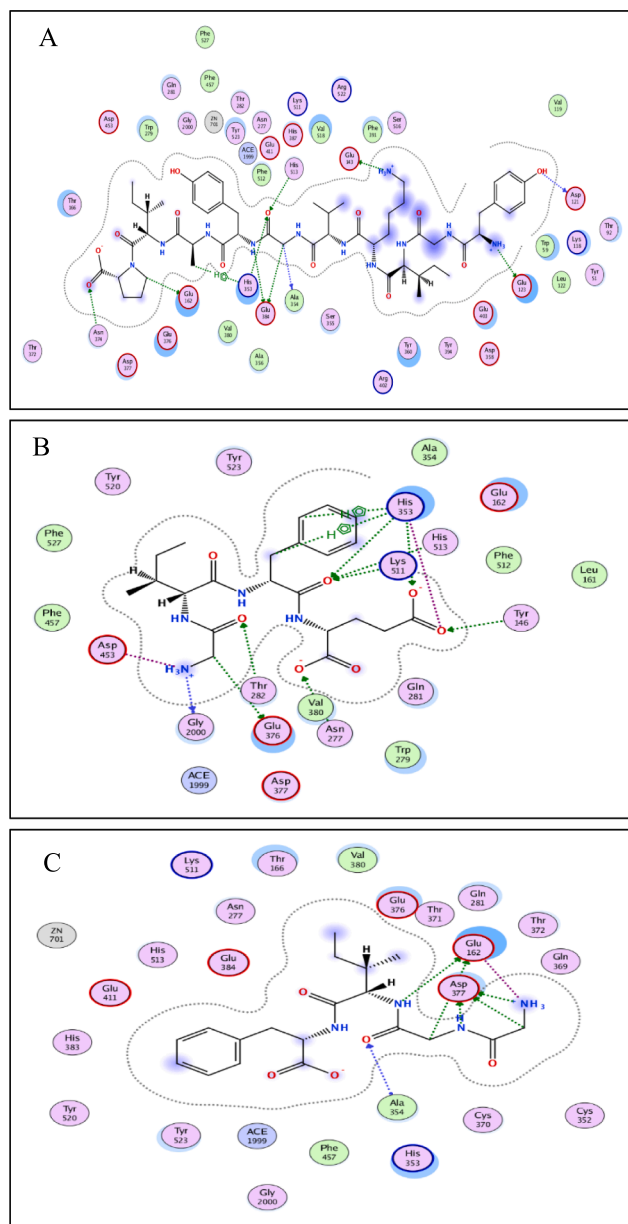 A
Phe
527
Phe
457
Gln
281
Thr
282
Lys
511
Arg
522
Val
119
Asp
453
Trp
279
Gly
2000
ZN
701
Tyr
523
Asn
277
His
387
Val
518
Phe
391
Ser
516
ACE
1999
Glu
411
Glu
143
H₂N
HO
Phe
512
His
513
OH
Asp
121
Thr
166
Thr
92
Trp
59
Lys
118
Tyr
51
NH₃
His
353
Glu
123
Leu
122
Glu
162
Glu
384
Ala
354
Glu
403
Asn
374
Val
380
Ser
355
Glu
376
Tyr
360
Tyr
394
Asp
358
Thr
372
Asp
377
Ala
356
Arg
402
B
Ala
354
Tyr
523
Tyr
520
His
353
Glu
162
H
H
His
513
Phe
527
Lys
511
Phe
512
Leu
161
Phe
457
Tyr
146
Asp
453
H₃N⁺
Thr
282
Gln
281
Val
380
Gly
2000
Glu
376
Asn
277
Trp
279
ACE
1999
Asp
377
C
Lys
511
Thr
166
Val
380
Glu
376
Gln
281
Asn
277
Thr
371
Thr
372
ZN
701
Glu
162
His
513
Glu
384
Gln
369
Asp
377
Glu
411
NH₃
His
383
Ala
354
Tyr
520
Cys
370
Cys
352
Tyr
523
ACE
1999
Phe
457
His
353
Gly
2000